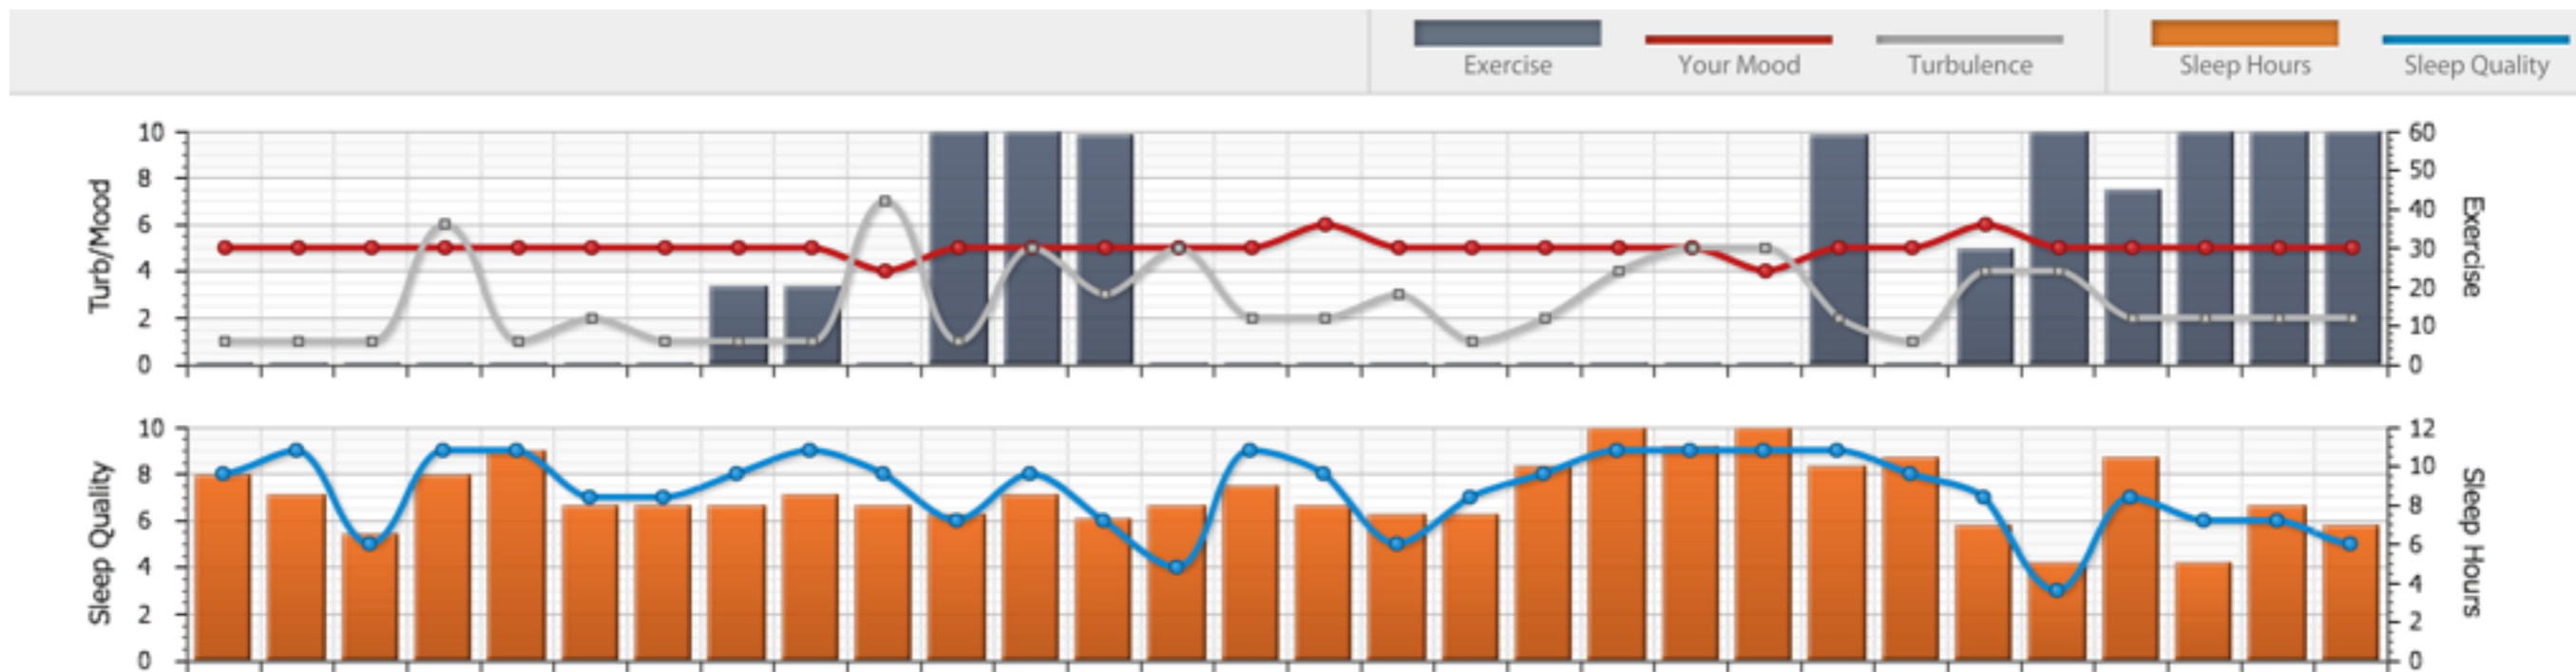 Exercise Your Mood Turbulence Sleep Hours Sleep Quality
10 60
8 50
6 40
4 30
2 20
0 10
0
Turb/Mood
Exercise
10 12
8 10
6 8
4 6
2 4
0 2
0
Sleep Quality
Sleep Hours